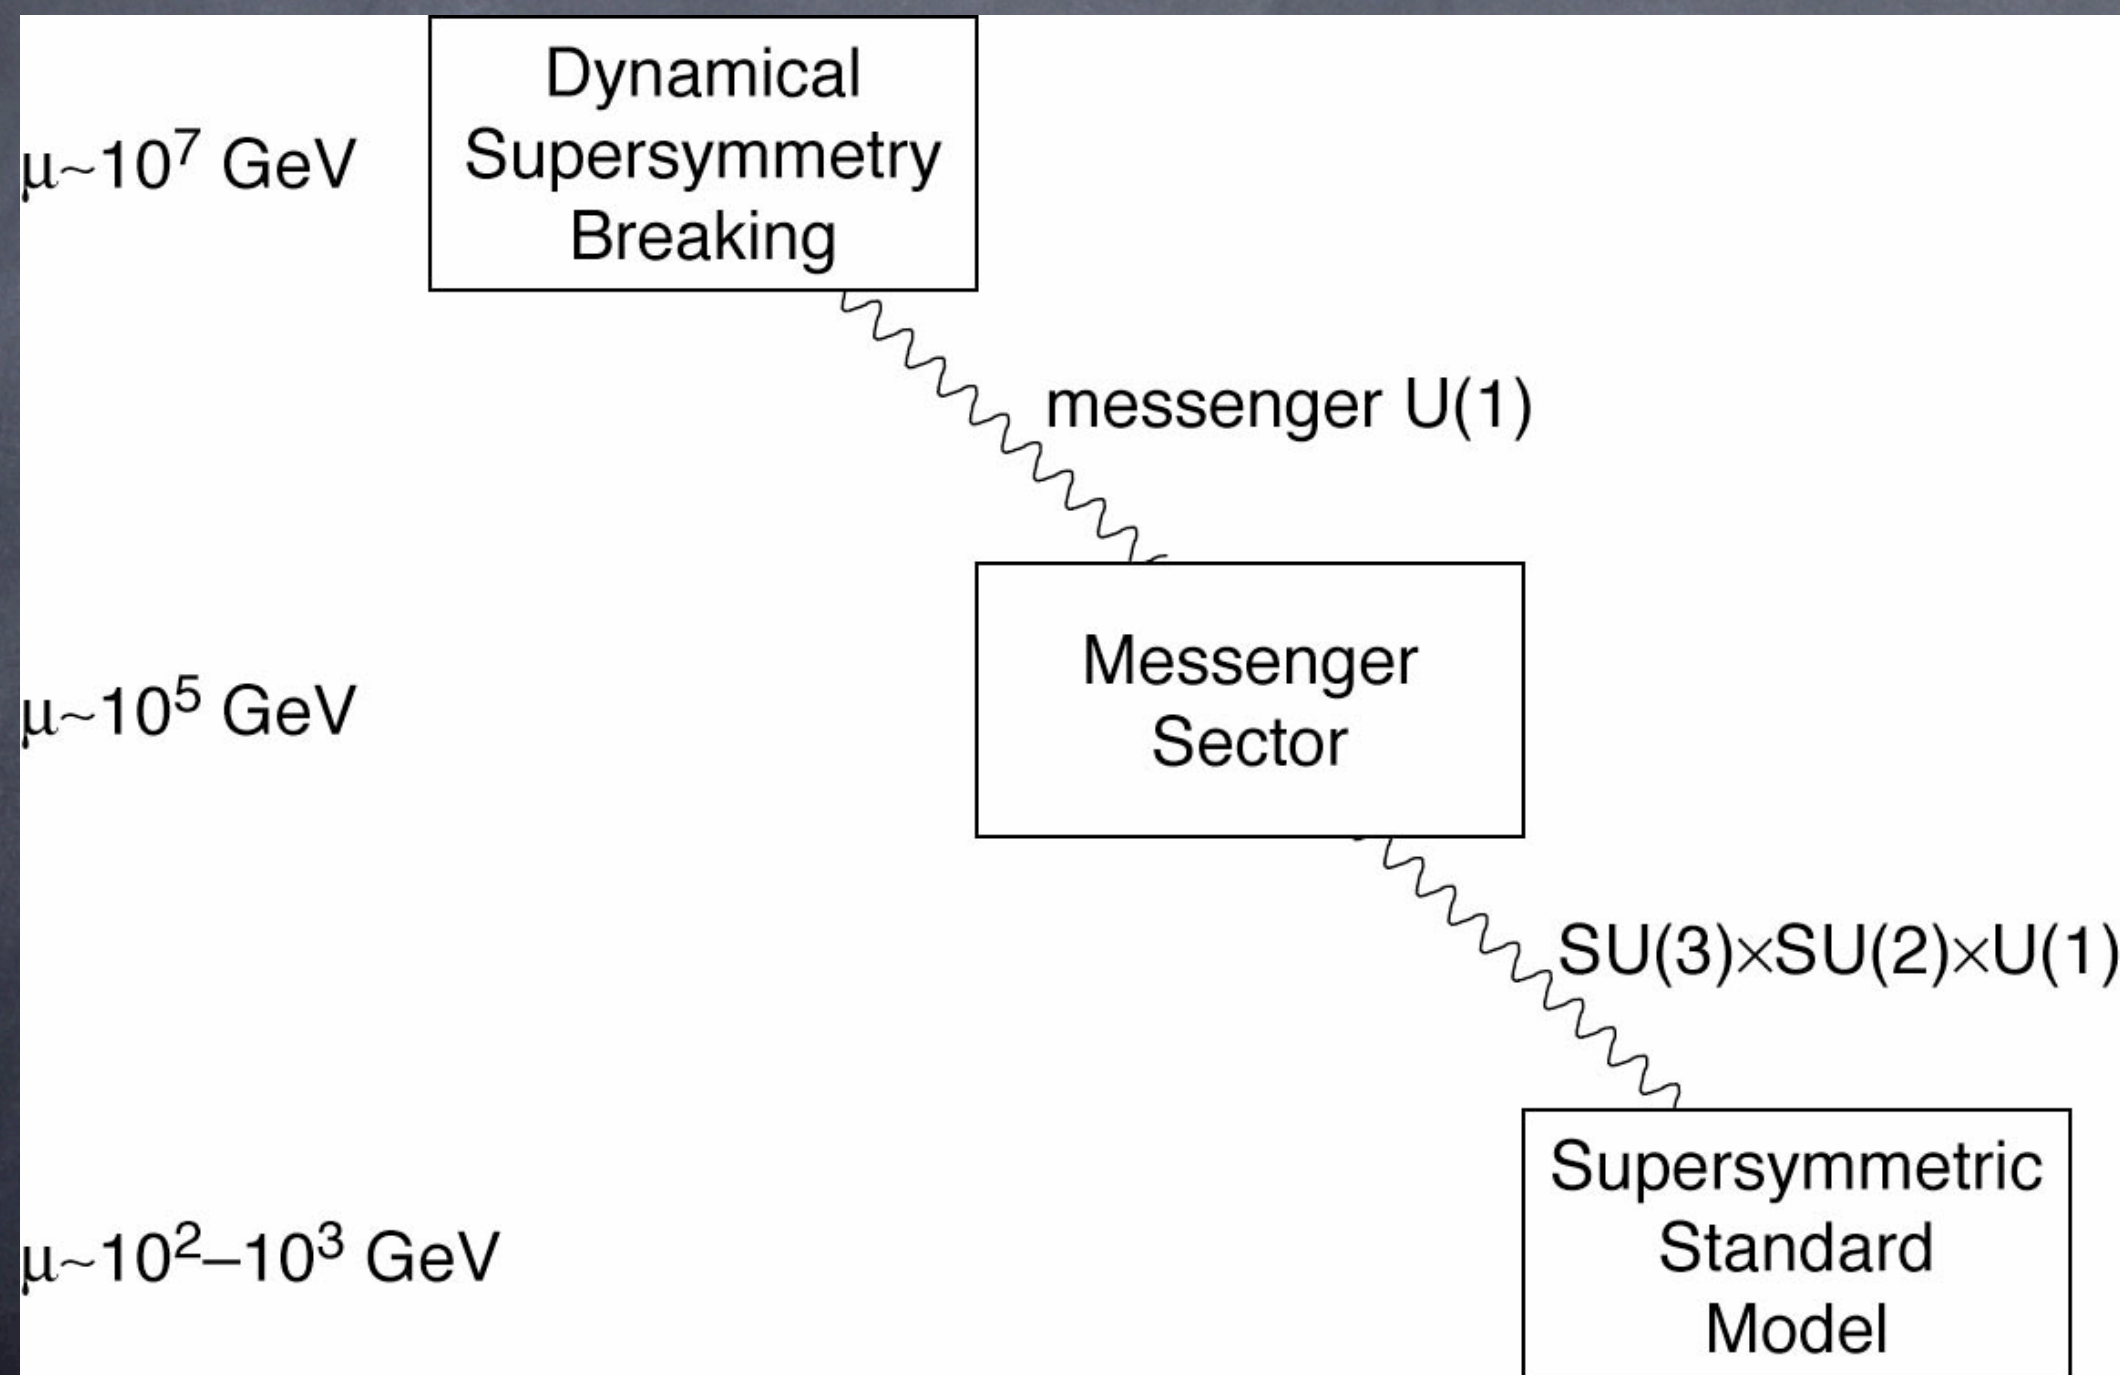 Dynamical
Supersymmetry
Breaking
μ~10⁷ GeV
messenger U(1)
Messenger
Sector
μ~10⁵ GeV
SU(3)×SU(2)×U(1)
Supersymmetric
Standard
Model
μ~10²–10³ GeV